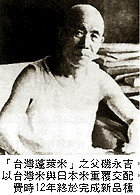 「台灣蓬萊米」之父磯永吉
以台灣米與日本米重覆交配
費時12年終於完成新品種